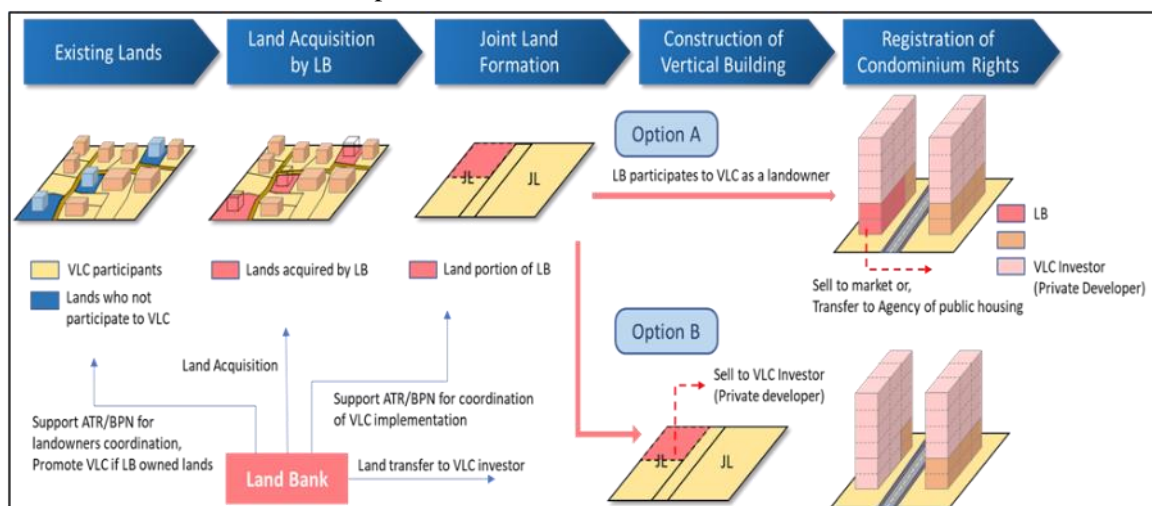 Existing Lands
Land Acquisition
by LB
Joint Land
Formation
Construction of
Vertical Building
Registration of
Condominium Rights
JL
JL
Option A
LB participates to VLC as a landowner
VLC participants
Lands who not
participate to VLC
Lands acquired by LB
Land portion of LB
LB
VLC Investor
(Private Developer)
Sell to market or,
Transfer to Agency of public housing
Option B
Sell to VLC Investor
(Private developer)
JL
JL
Land Acquisition
Support ATR/BPN for coordination
of VLC implementation
Support ATR/BPN for
landowners coordination,
Promote VLC if LB owned lands
Land Bank
Land transfer to VLC investor